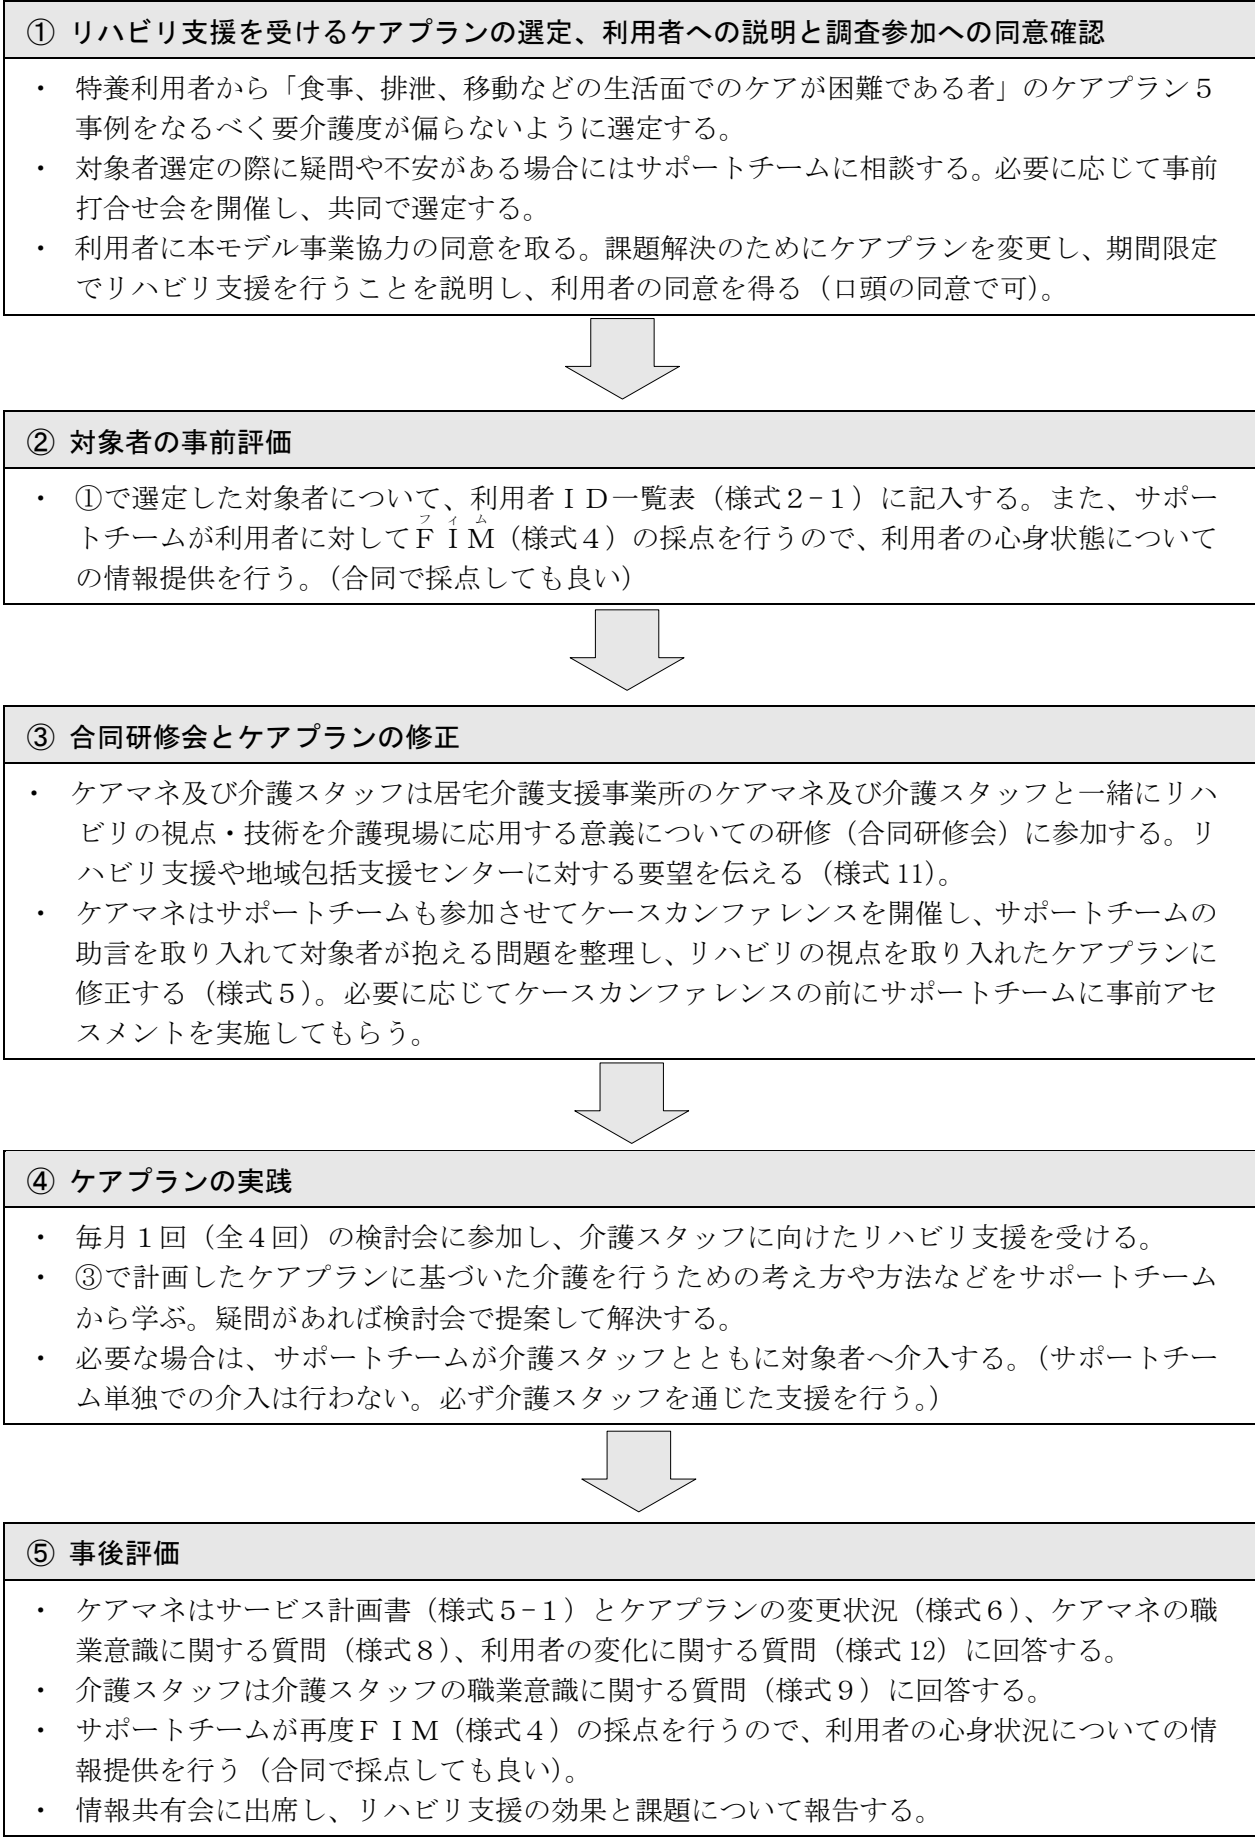 ① リハビリ支援を受けるケアプランの選定、利用者への説明と調査参加への同意確認
・ 特養利用者から「食事、排泄、移動などの生活面でのケアが困難である者」のケアプラン５
事例をなるべく要介護度が偏らないように選定する。
・ 対象者選定の際に疑問や不安がある場合にはサポートチームに相談する。必要に応じて事前
打合せ会を開催し、共同で選定する。
・ 利用者に本モデル事業協力の同意を取る。課題解決のためにケアプランを変更し、期間限定
でリハビリ支援を行うことを説明し、利用者の同意を得る（口頭の同意で可）。
② 対象者の事前評価
・ ①で選定した対象者について、利用者ＩＤ一覧表（様式２−１）に記入する。また、サポー
フィム
トチームが利用者に対してＦＩＭ（様式４）の採点を行うので、利用者の心身状態について
の情報提供を行う。（合同で採点しても良い）
③ 合同研修会とケアプランの修正
・ ケアマネ及び介護スタッフは居宅介護支援事業所のケアマネ及び介護スタッフと一緒にリハ
ビリの視点・技術を介護現場に応用する意義についての研修（合同研修会）に参加する。リ
ハビリ支援や地域包括支援センターに対する要望を伝える（様式 11）。
・ ケアマネはサポートチームも参加させてケースカンファレンスを開催し、サポートチームの
助言を取り入れて対象者が抱える問題を整理し、リハビリの視点を取り入れたケアプランに
修正する（様式５）。必要に応じてケースカンファレンスの前にサポートチームに事前アセ
スメントを実施してもらう。
④ ケアプランの実践
・ 毎月１回（全４回）の検討会に参加し、介護スタッフに向けたリハビリ支援を受ける。
・ ③で計画したケアプランに基づいた介護を行うための考え方や方法などをサポートチーム
から学ぶ。疑問があれば検討会で提案して解決する。
・ 必要な場合は、サポートチームが介護スタッフとともに対象者へ介入する。（サポートチー
ム単独での介入は行わない。必ず介護スタッフを通じた支援を行う。）
⑤ 事後評価
・ ケアマネはサービス計画書（様式５−１）とケアプランの変更状況（様式６）、ケアマネの職
業意識に関する質問（様式８）、利用者の変化に関する質問（様式 12）に回答する。
・ 介護スタッフは介護スタッフの職業意識に関する質問（様式９）に回答する。
・ サポートチームが再度ＦＩＭ（様式４）の採点を行うので、利用者の心身状況についての情
報提供を行う（合同で採点しても良い）。
・ 情報共有会に出席し、リハビリ支援の効果と課題について報告する。